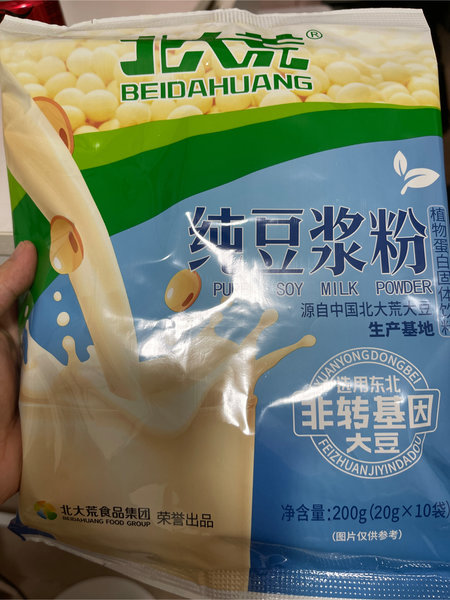 北大荒®
BEIDAHUANG
纯豆浆粉
植物蛋白固体饮料
PURE SOY MILK POWDER
源自中国北大荒大豆
生产基地
XUANYONGDONGBEI
选用东北
非转基因
大豆
FEIZHUANJIYINDADOU
北大荒食品集团
BEIDAHUANG FOOD GROUP
荣誉出品
净含量:200g(20g×10袋)
(图片仅供参考)